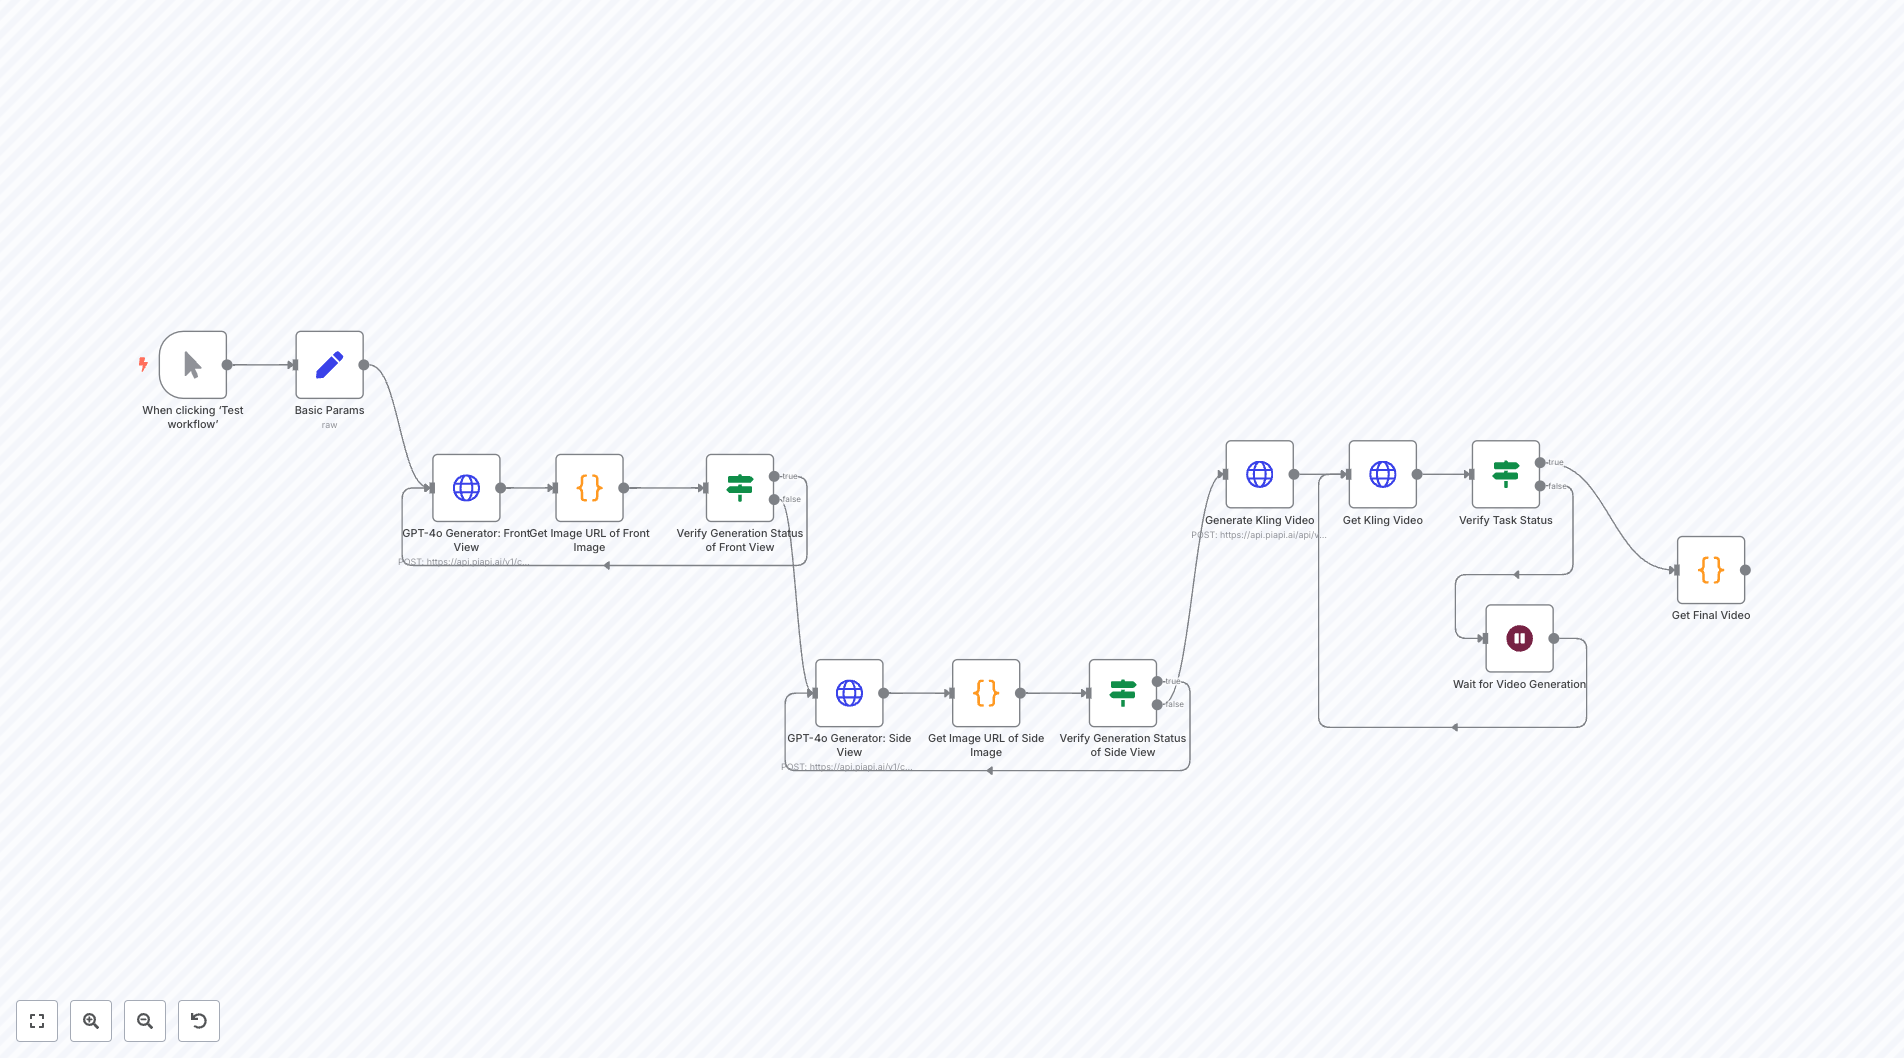 When clicking ‘Test
workflow’
Basic Params
raw
GPT-4o Generator: Front
View
POST: https://api.piapi.ai/v1/c...
Get Image URL of Front
Image
true
false
Verify Generation Status
of Front View
GPT-4o Generator: Side
View
POST: https://api.piapi.ai/v1/c...
Get Image URL of Side
Image
true
false
Verify Generation Status
of Side View
Generate Kling Video
POST: https://api.piapi.ai/api/v...
Get Kling Video
true
false
Verify Task Status
Wait for Video Generation
Get Final Video